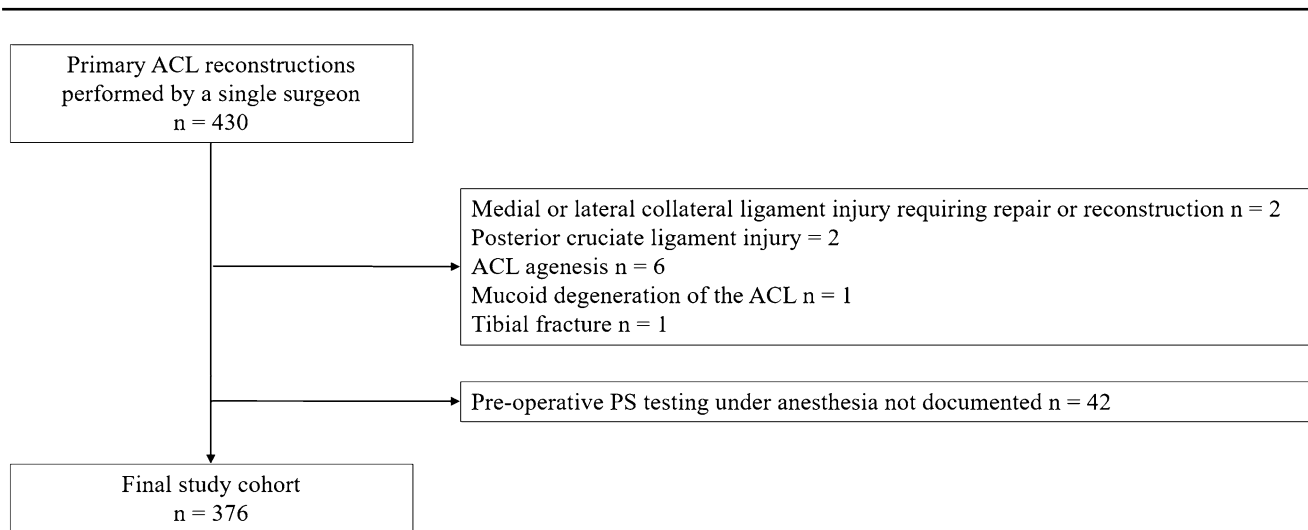 Primary ACL reconstructions
performed by a single surgeon
n = 430
Medial or lateral collateral ligament injury requiring repair or reconstruction n = 2
Posterior cruciate ligament injury = 2
ACL agenesis n = 6
Mucoid degeneration of the ACL n = 1
Tibial fracture n = 1
Pre-operative PS testing under anesthesia not documented n = 42
Final study cohort
n = 376